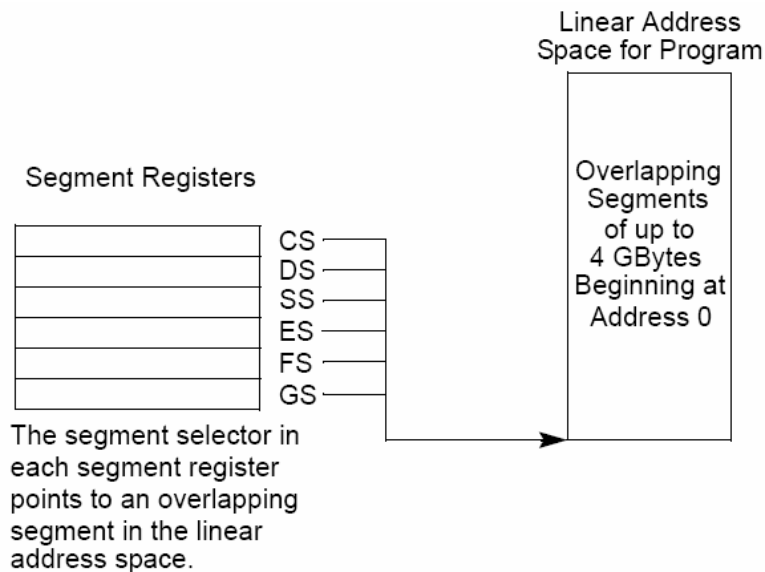 Linear Address
Space for Program
Overlapping
Segments
of up to
4 GBytes
Beginning at
Address 0
Segment Registers
CS
DS
SS
ES
FS
GS
The segment selector in
each segment register
points to an overlapping
segment in the linear
address space.